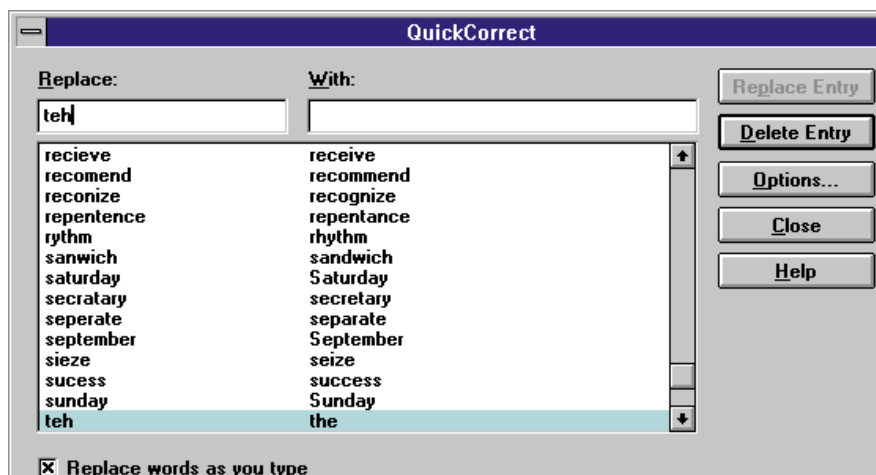 QuickCorrect
Replace: With:
teh
Replace Entry
Delete Entry
Options...
Close
Help
recieve receive
recomend recommend
reconize recognize
repentence repentance
rythm rhythm
sanwich sandwich
saturday Saturday
secratary secretary
seperate separate
september September
sieze seize
sucess success
sunday Sunday
teh the
Replace words as you type